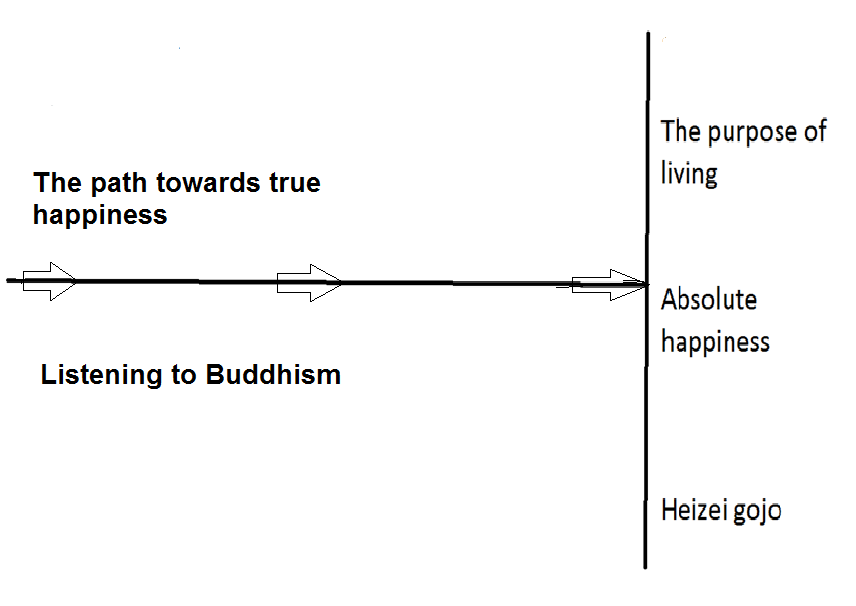 The path towards true
happiness
Listening to Buddhism
The purpose of
living
Absolute
happiness
Heizei gojo